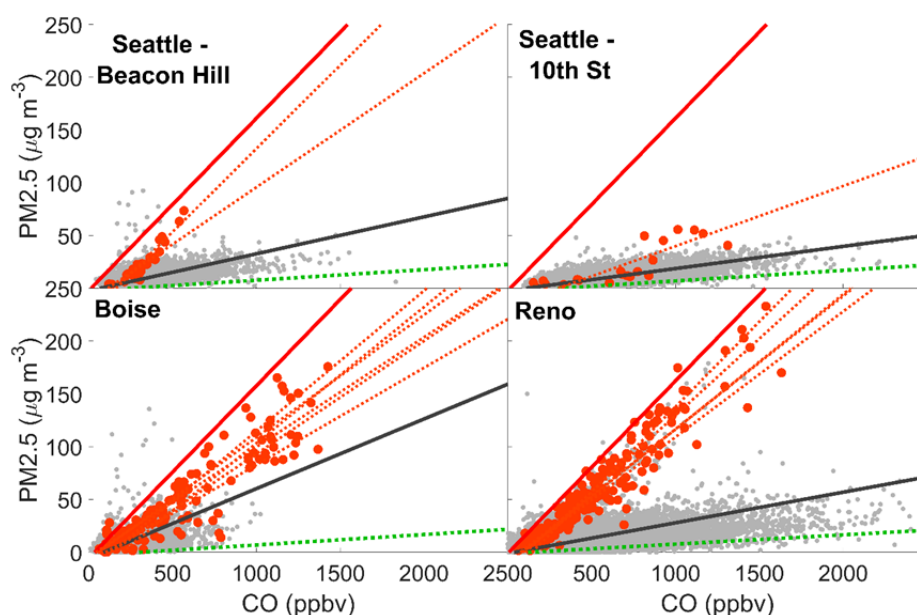 250
Seattle -
Beacon Hill
Seattle -
10th St
200
150
100
50
PM2.5 (μg m⁻³)
250
Boise
Reno
200
150
100
50
0
PM2.5 (μg m⁻³)
0 500 1000 1500 2000 2500 500 1000 1500 2000
CO (ppbv) CO (ppbv)